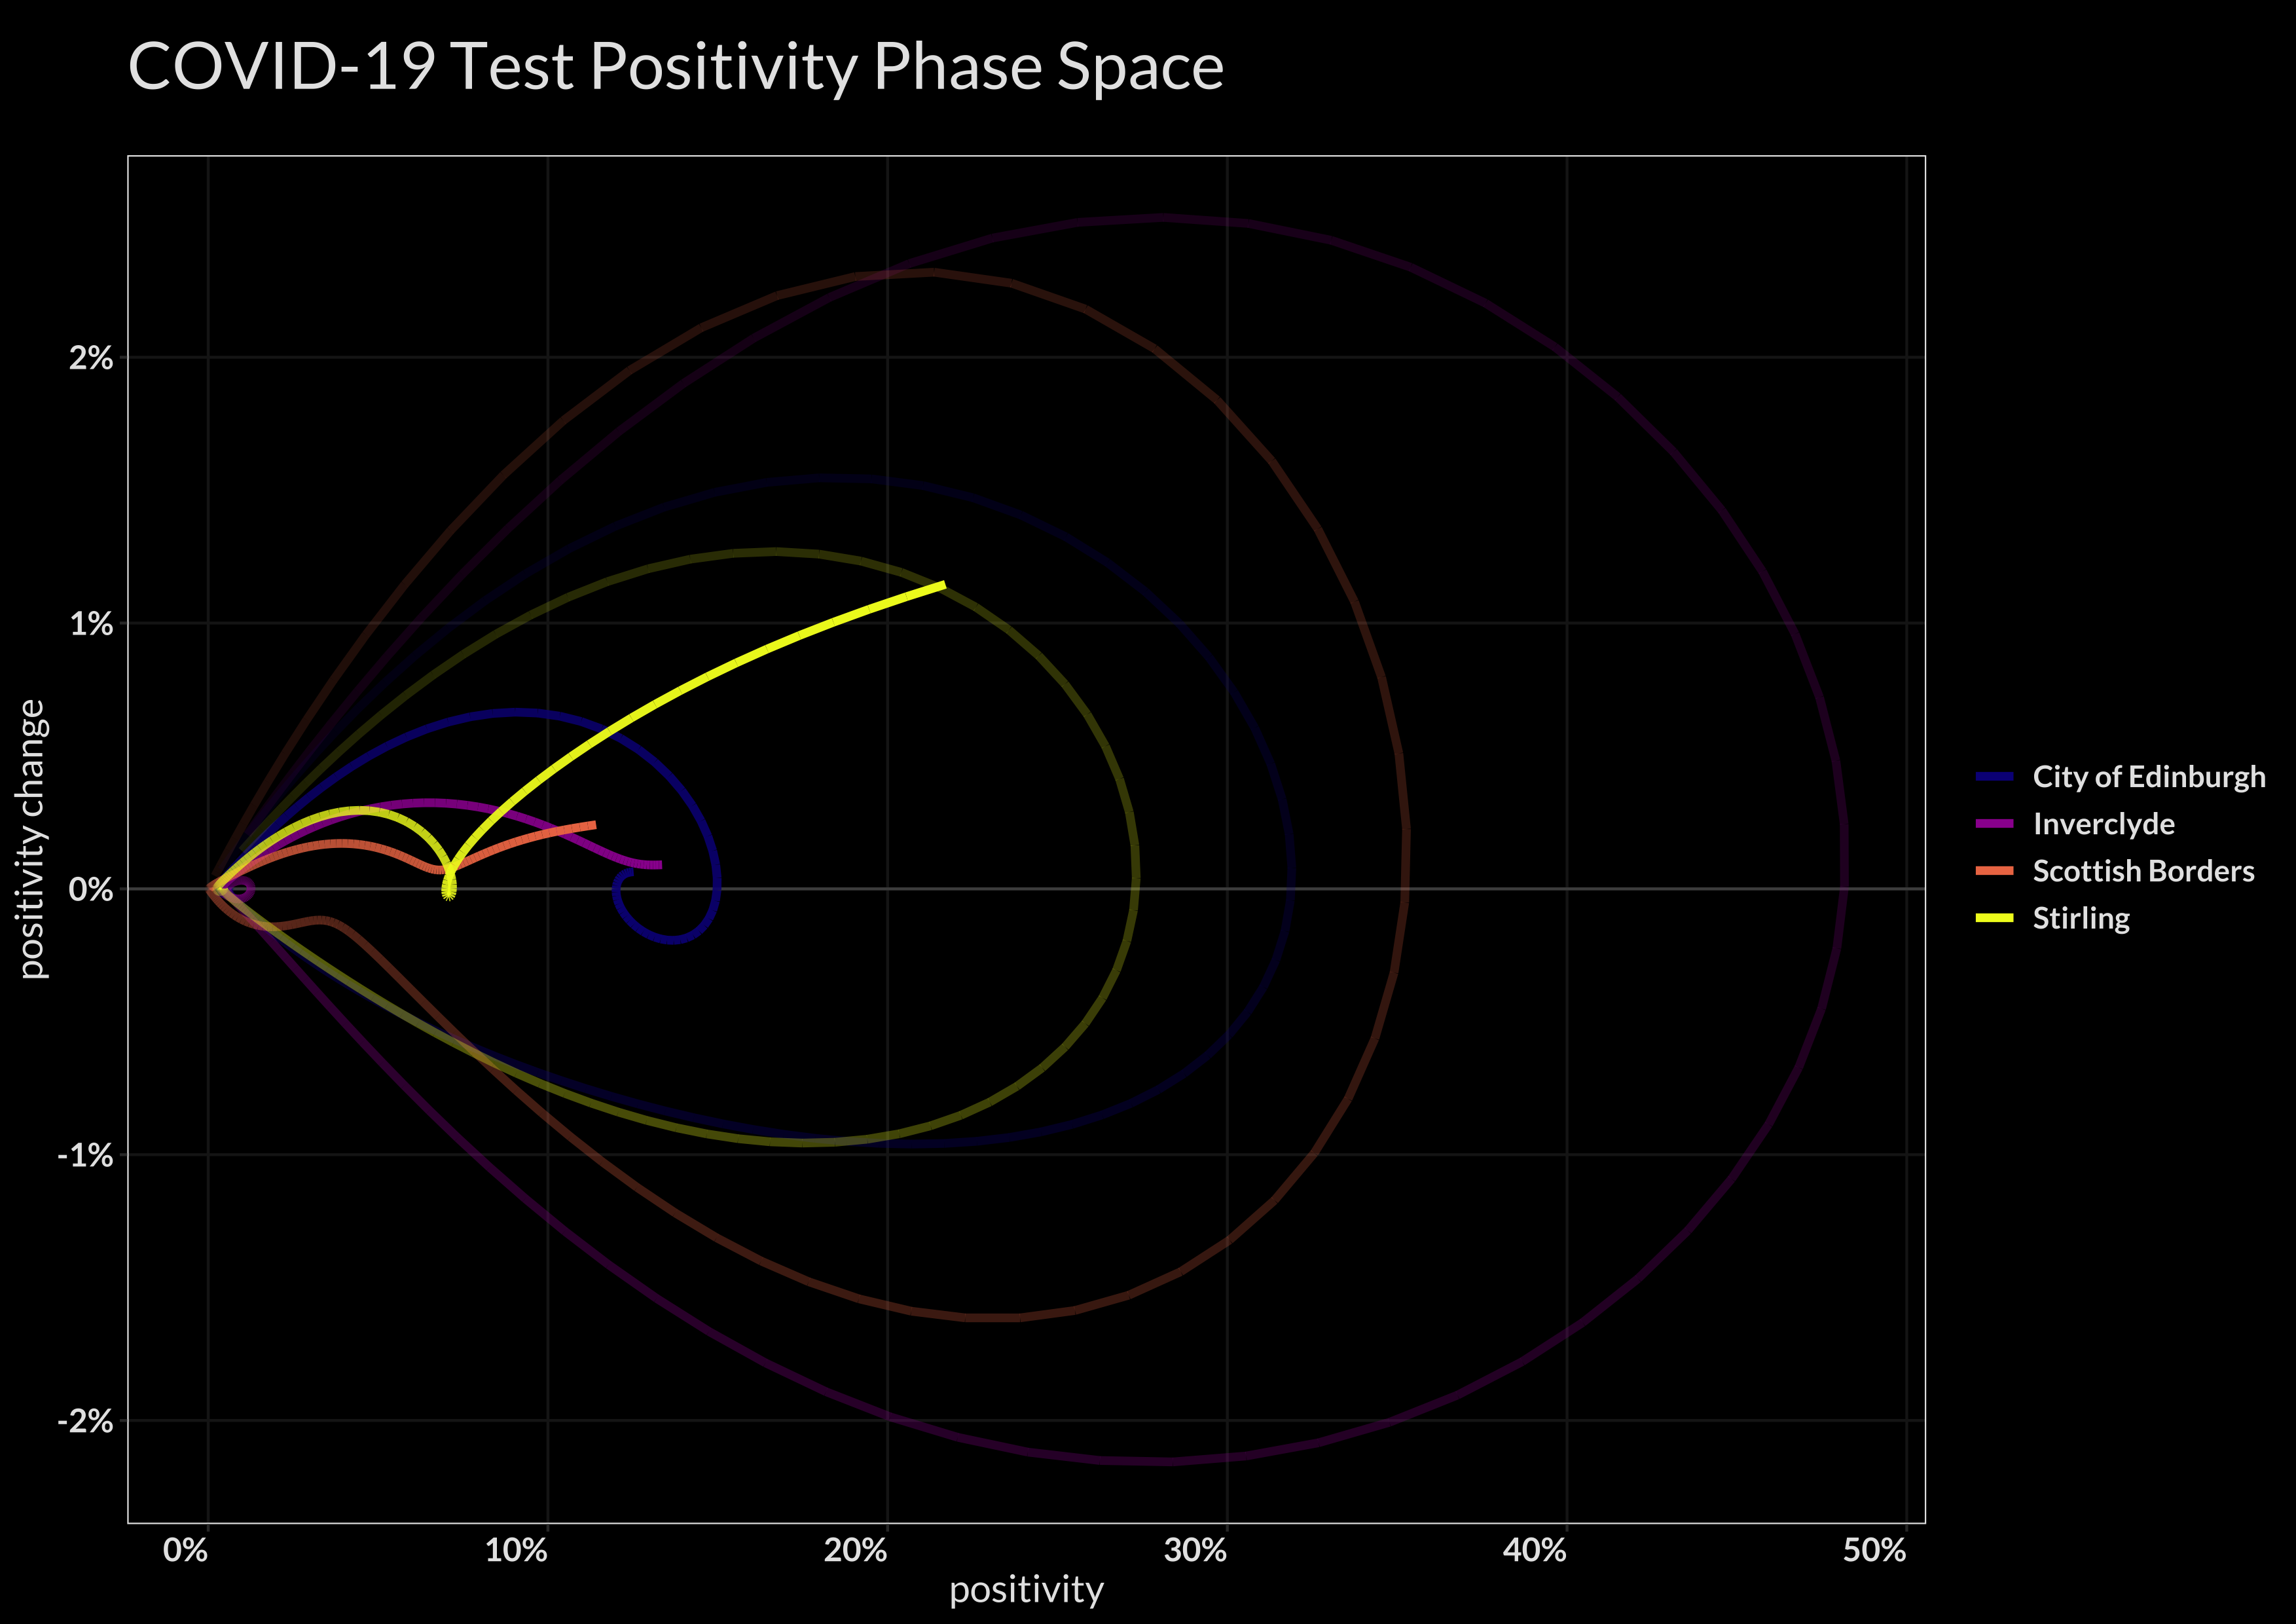 COVID-19 Test Positivity Phase Space
positivity change
2%
1%
0%
-1%
-2%
0%
10%
20%
30%
40%
50%
positivity
City of Edinburgh
Inverclyde
Scottish Borders
Stirling